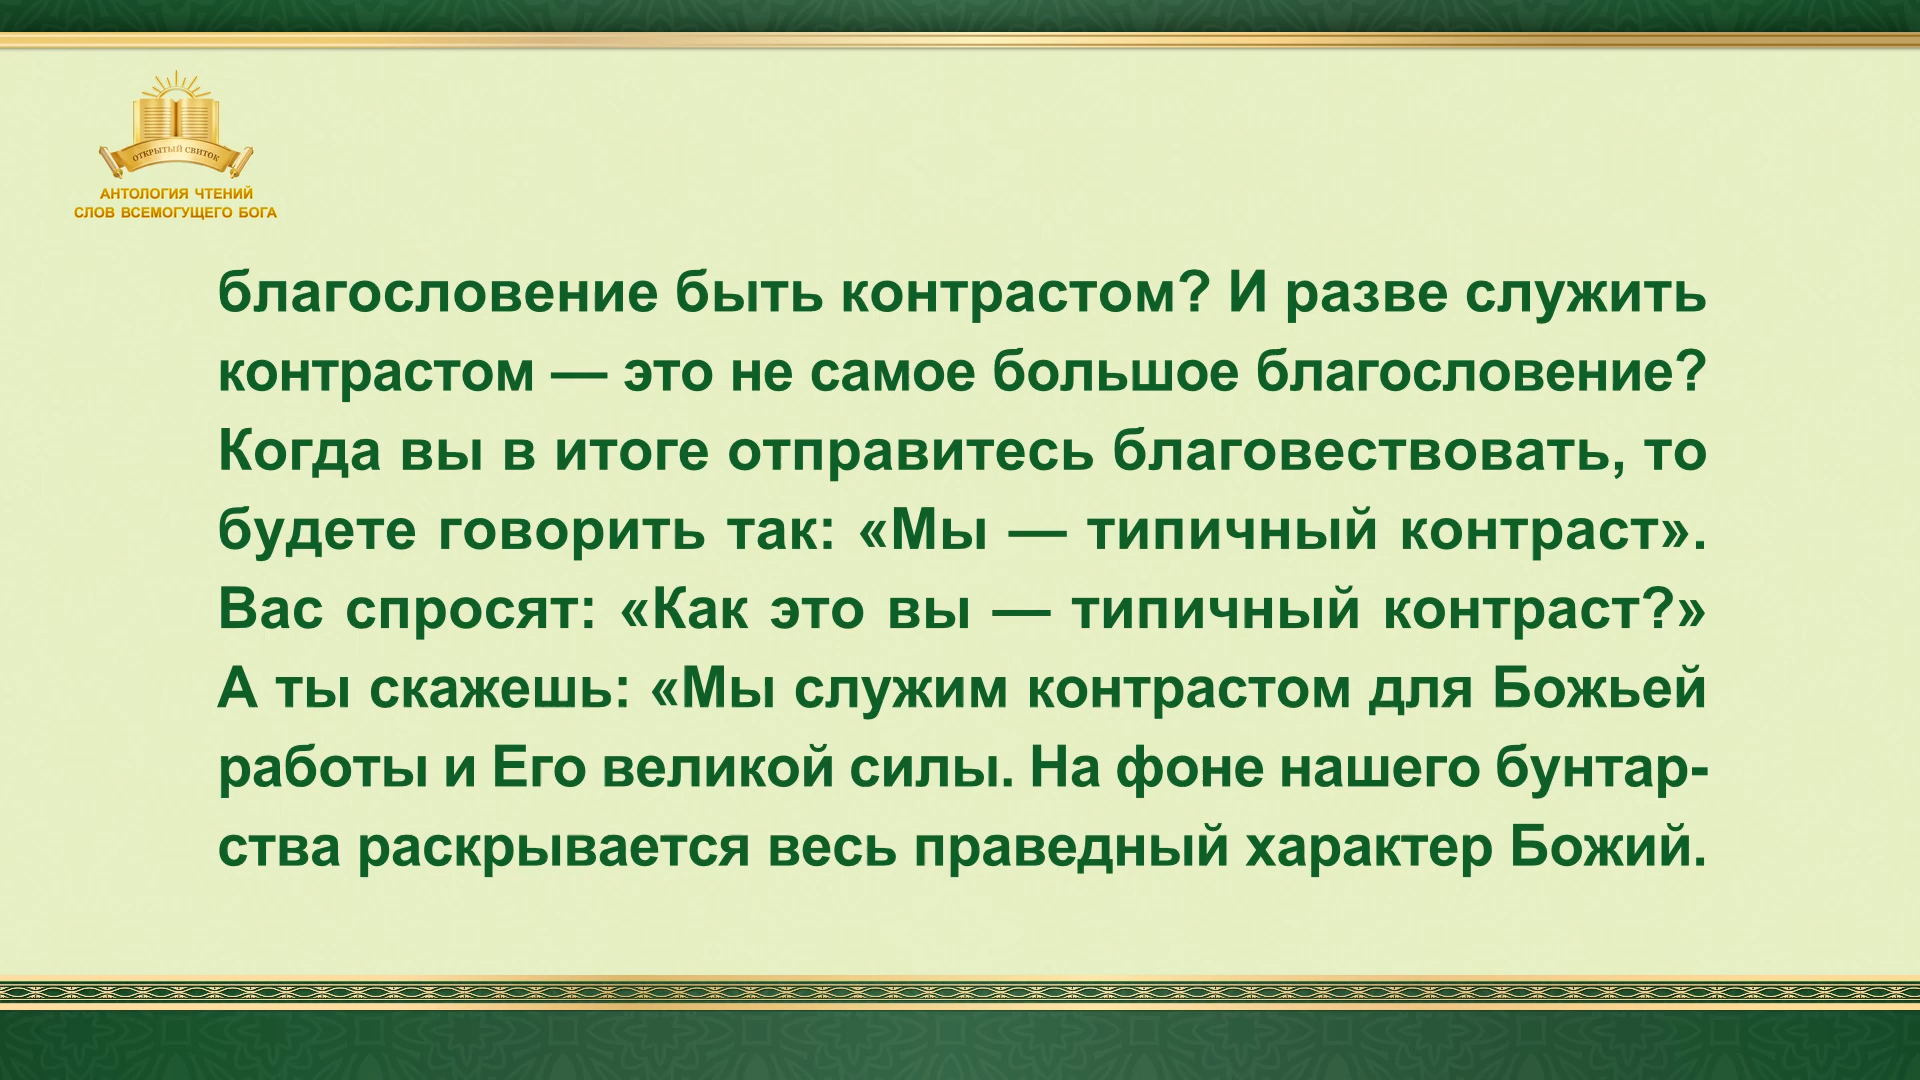 ОТКРЫТЫЙ СВИТОК
АНТОЛОГИЯ ЧТЕНИЙ
СЛОВ ВСЕМОГУЩЕГО БОГА
благословение быть контрастом? И разве служить
контрастом — это не самое большое благословение?
Когда вы в итоге отправитесь благовествовать, то
будете говорить так: «Мы — типичный контраст».
Вас спросят: «Как это вы — типичный контраст?»
А ты скажешь: «Мы служим контрастом для Божьей
работы и Его великой силы. На фоне нашего бунтар-
ства раскрывается весь праведный характер Божий.